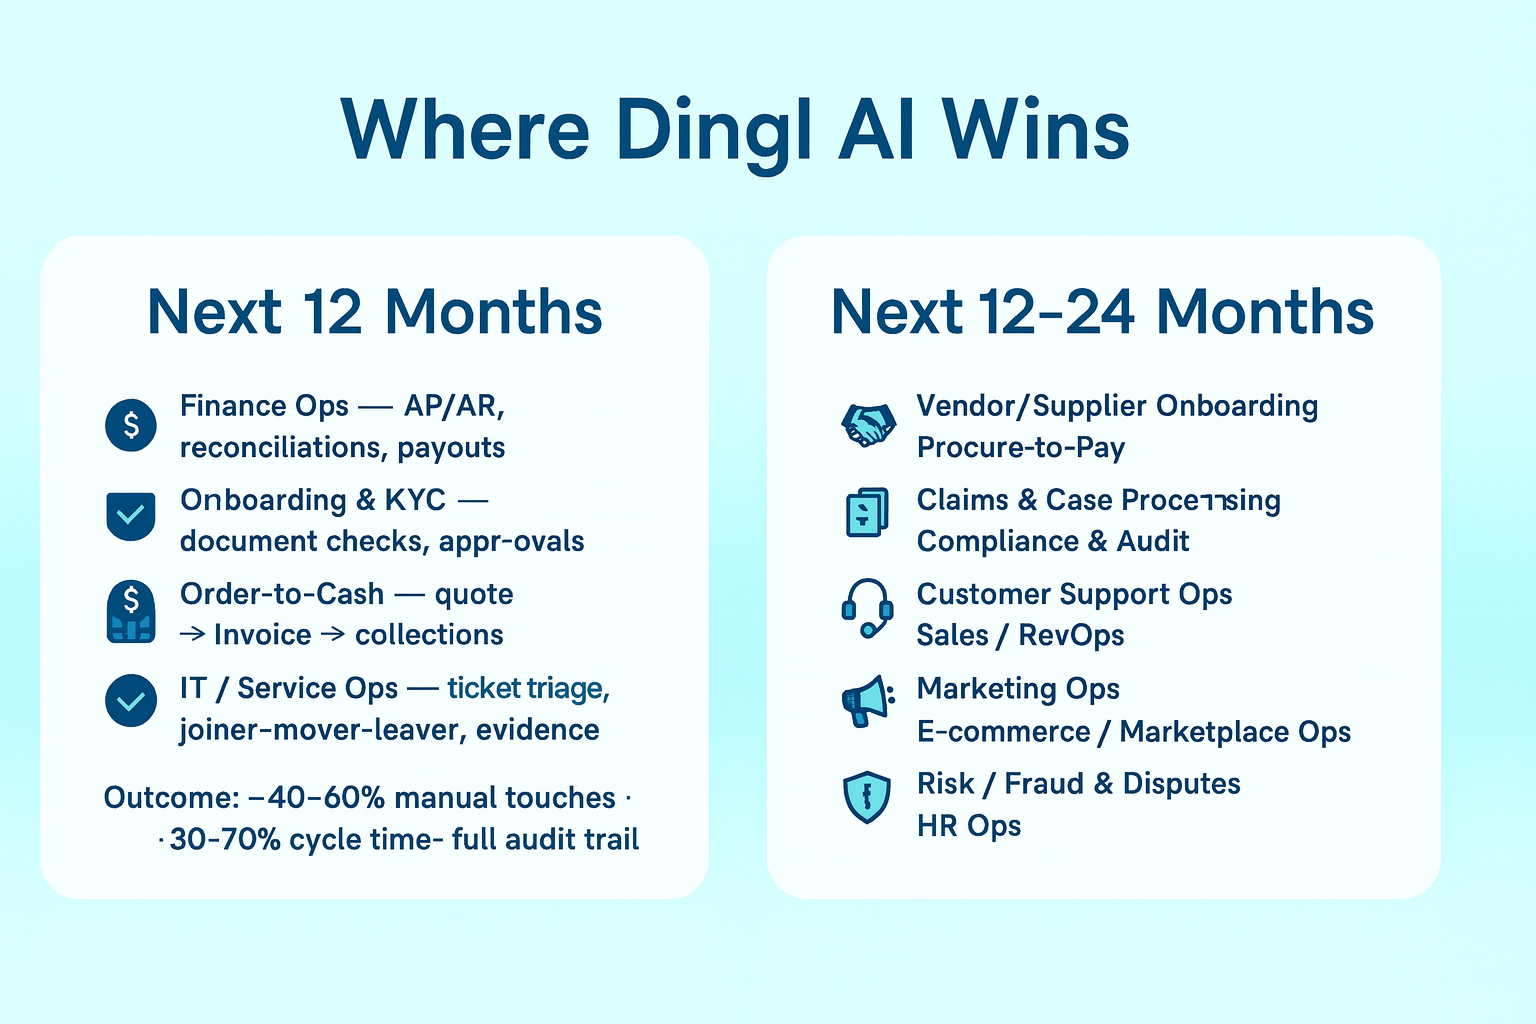 Where Dingl AI Wins
Next 12 Months
$ Finance Ops — AP/AR,
reconciliations, payouts
Onboarding & KYC —
document checks, appr-ovals
$ Order-to-Cash — quote
→ Invoice → collections
IT / Service Ops — ticket triage,
joiner-mover-leaver, evidence
Outcome: –40–60% manual touches ·
· 30-70% cycle time- full audit trail
Next 12–24 Months
Vendor/Supplier Onboarding
Procure-to-Pay
Claims & Case
Compliance & Audit
Customer Support Ops
Sales / RevOps
Marketing Ops
E-commerce / Marketplace Ops
Risk / Fraud & Disputes
HR Ops